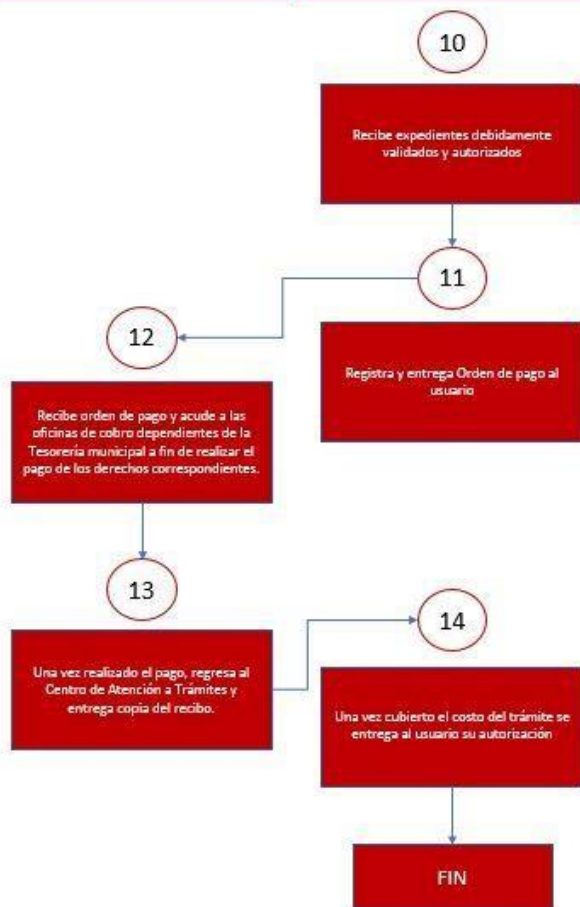 10
Recibe expedientes debidamente
validados y autorizados
11
Registra y entrega Orden de pago al
usuario
12
Recibe orden de pago y acude a las
oficinas de cobro dependientes de la
Tesorería municipal a fin de realizar el
pago de los derechos correspondientes.
13
Una vez realizado el pago, regresa al
Centro de Atención a Trámites y
entrega copia del recibo.
14
Una vez cubierto el costo del trámite se
entrega al usuario su autorización
FIN